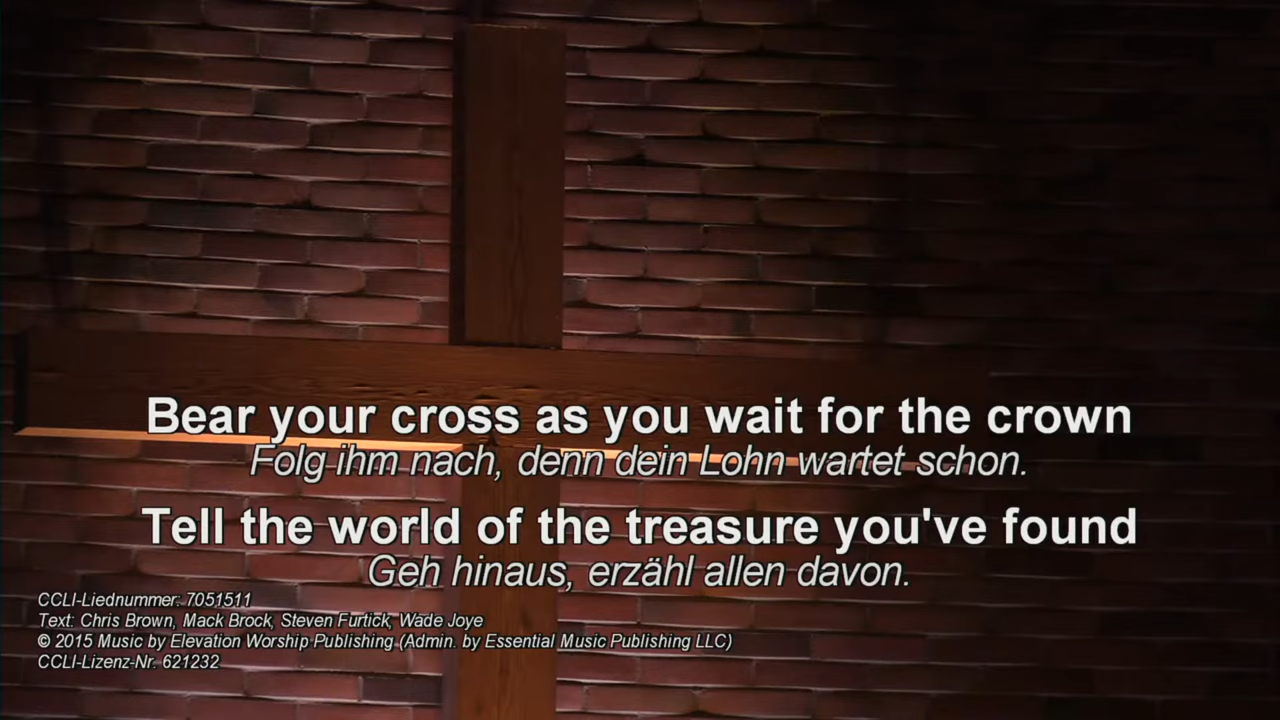 Bear your cross as you wait for the crown
Folg ihm nach, denn dein Lohn wartet schon.
Tell the world of the treasure you've found
Geh hinaus, erzähl allen davon.
CCLI-Liednummer: 7051511
Text: Chris Brown, Mack Brock, Steven Furtick, Wade Joye
© 2015 Music by Elevation Worship Publishing (Admin. by Essential Music Publishing LLC)
CCLI-Lizenz-Nr. 621232